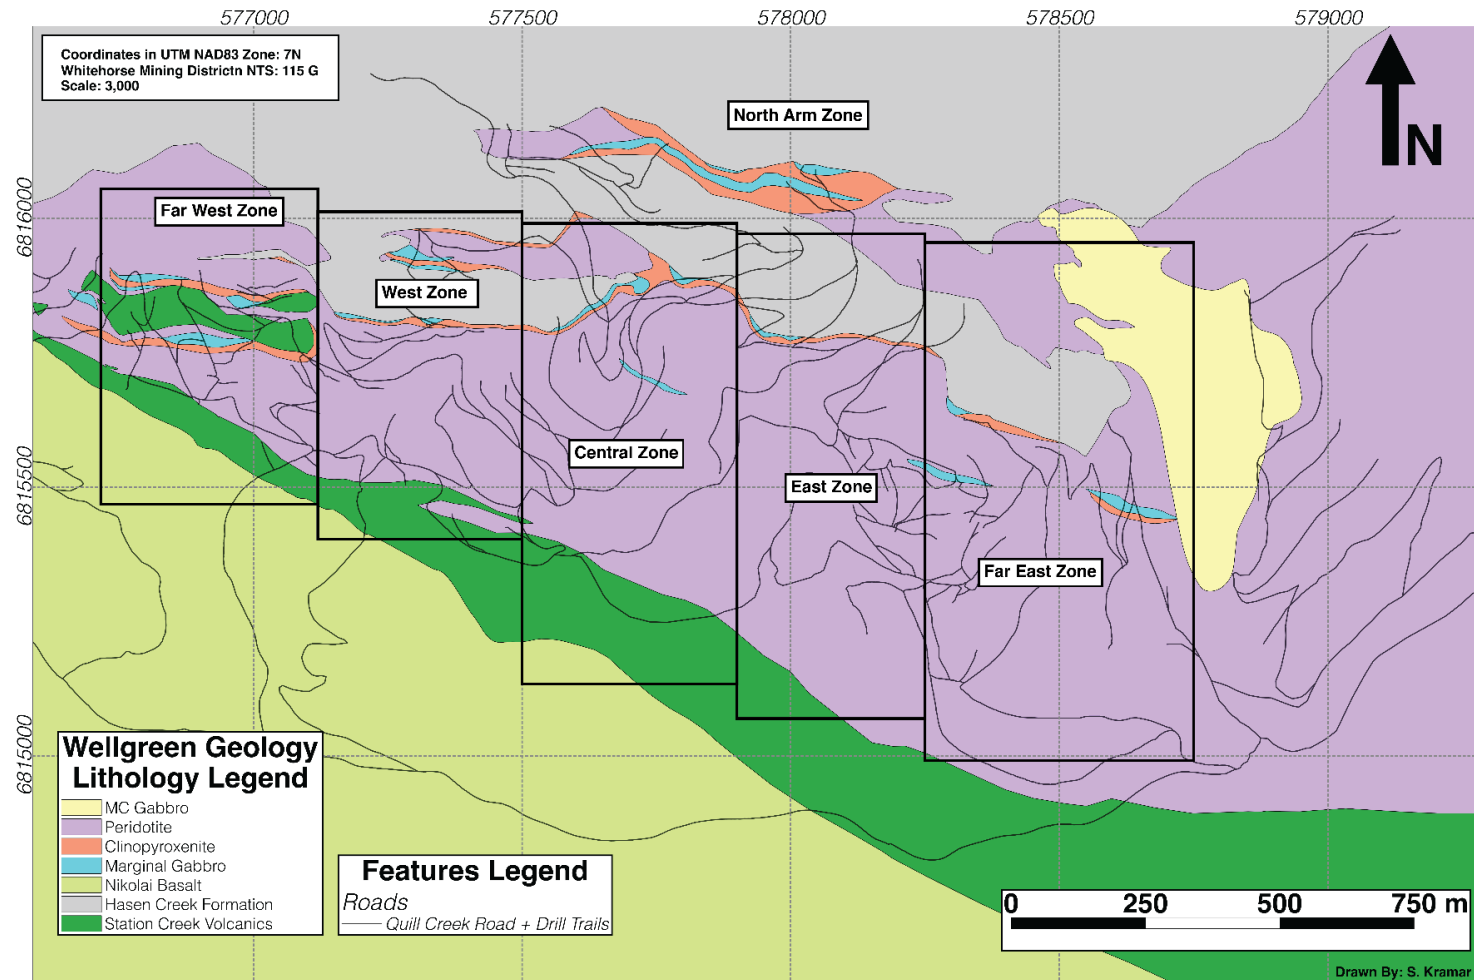 577000
577500
578000
578500
579000
Coordinates in UTM NAD83 Zone: 7N
Whitehorse Mining Districtn NTS: 115 G
Scale: 3,000
North Arm Zone
N
6816000
Far West Zone
West Zone
Central Zone
6815500
East Zone
Far East Zone
6815000
Wellgreen Geology
Lithology Legend
MC Gabbro
Peridotite
Clinopyroxenite
Marginal Gabbro
Nikolai Basalt
Hasen Creek Formation
Station Creek Volcanics
Features Legend
Roads
Quill Creek Road + Drill Trails
0 250 500 750 m
Drawn By: S. Kramar